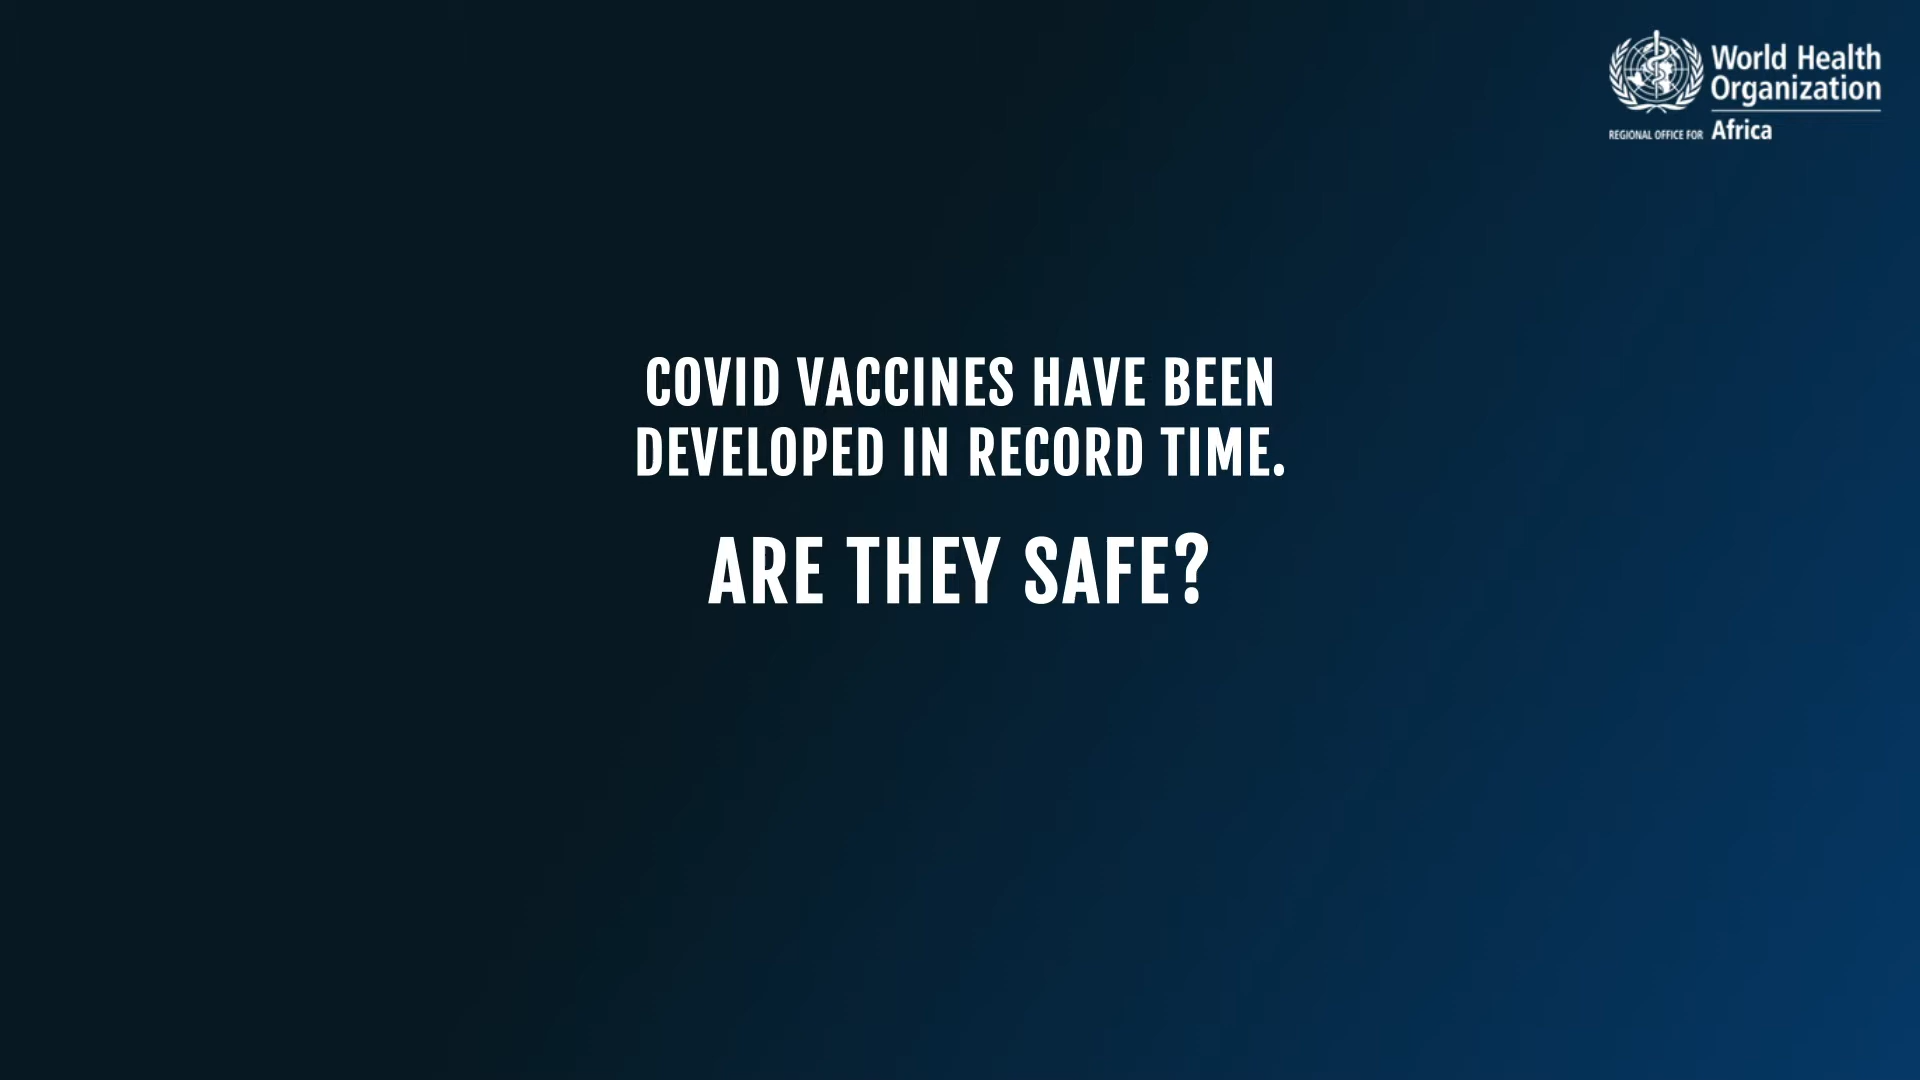 World Health
Organization
REGIONAL OFFICE FOR Africa
COVID VACCINES HAVE BEEN
DEVELOPED IN RECORD TIME.
ARE THEY SAFE?